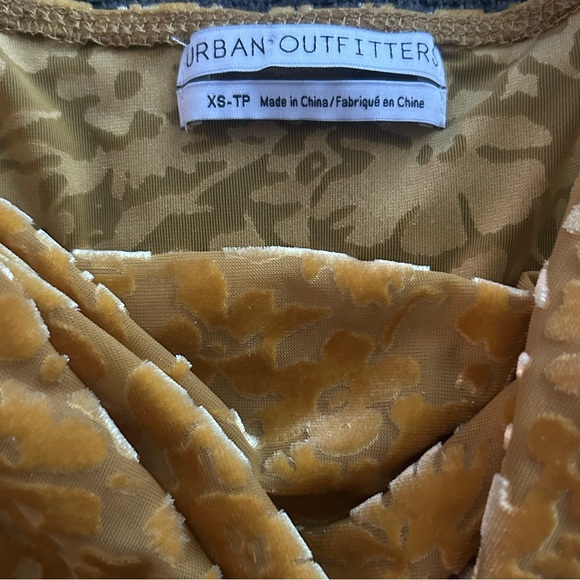 URBAN OUTFITTERS
XS-TP Made in China/Fabriqué en Chine